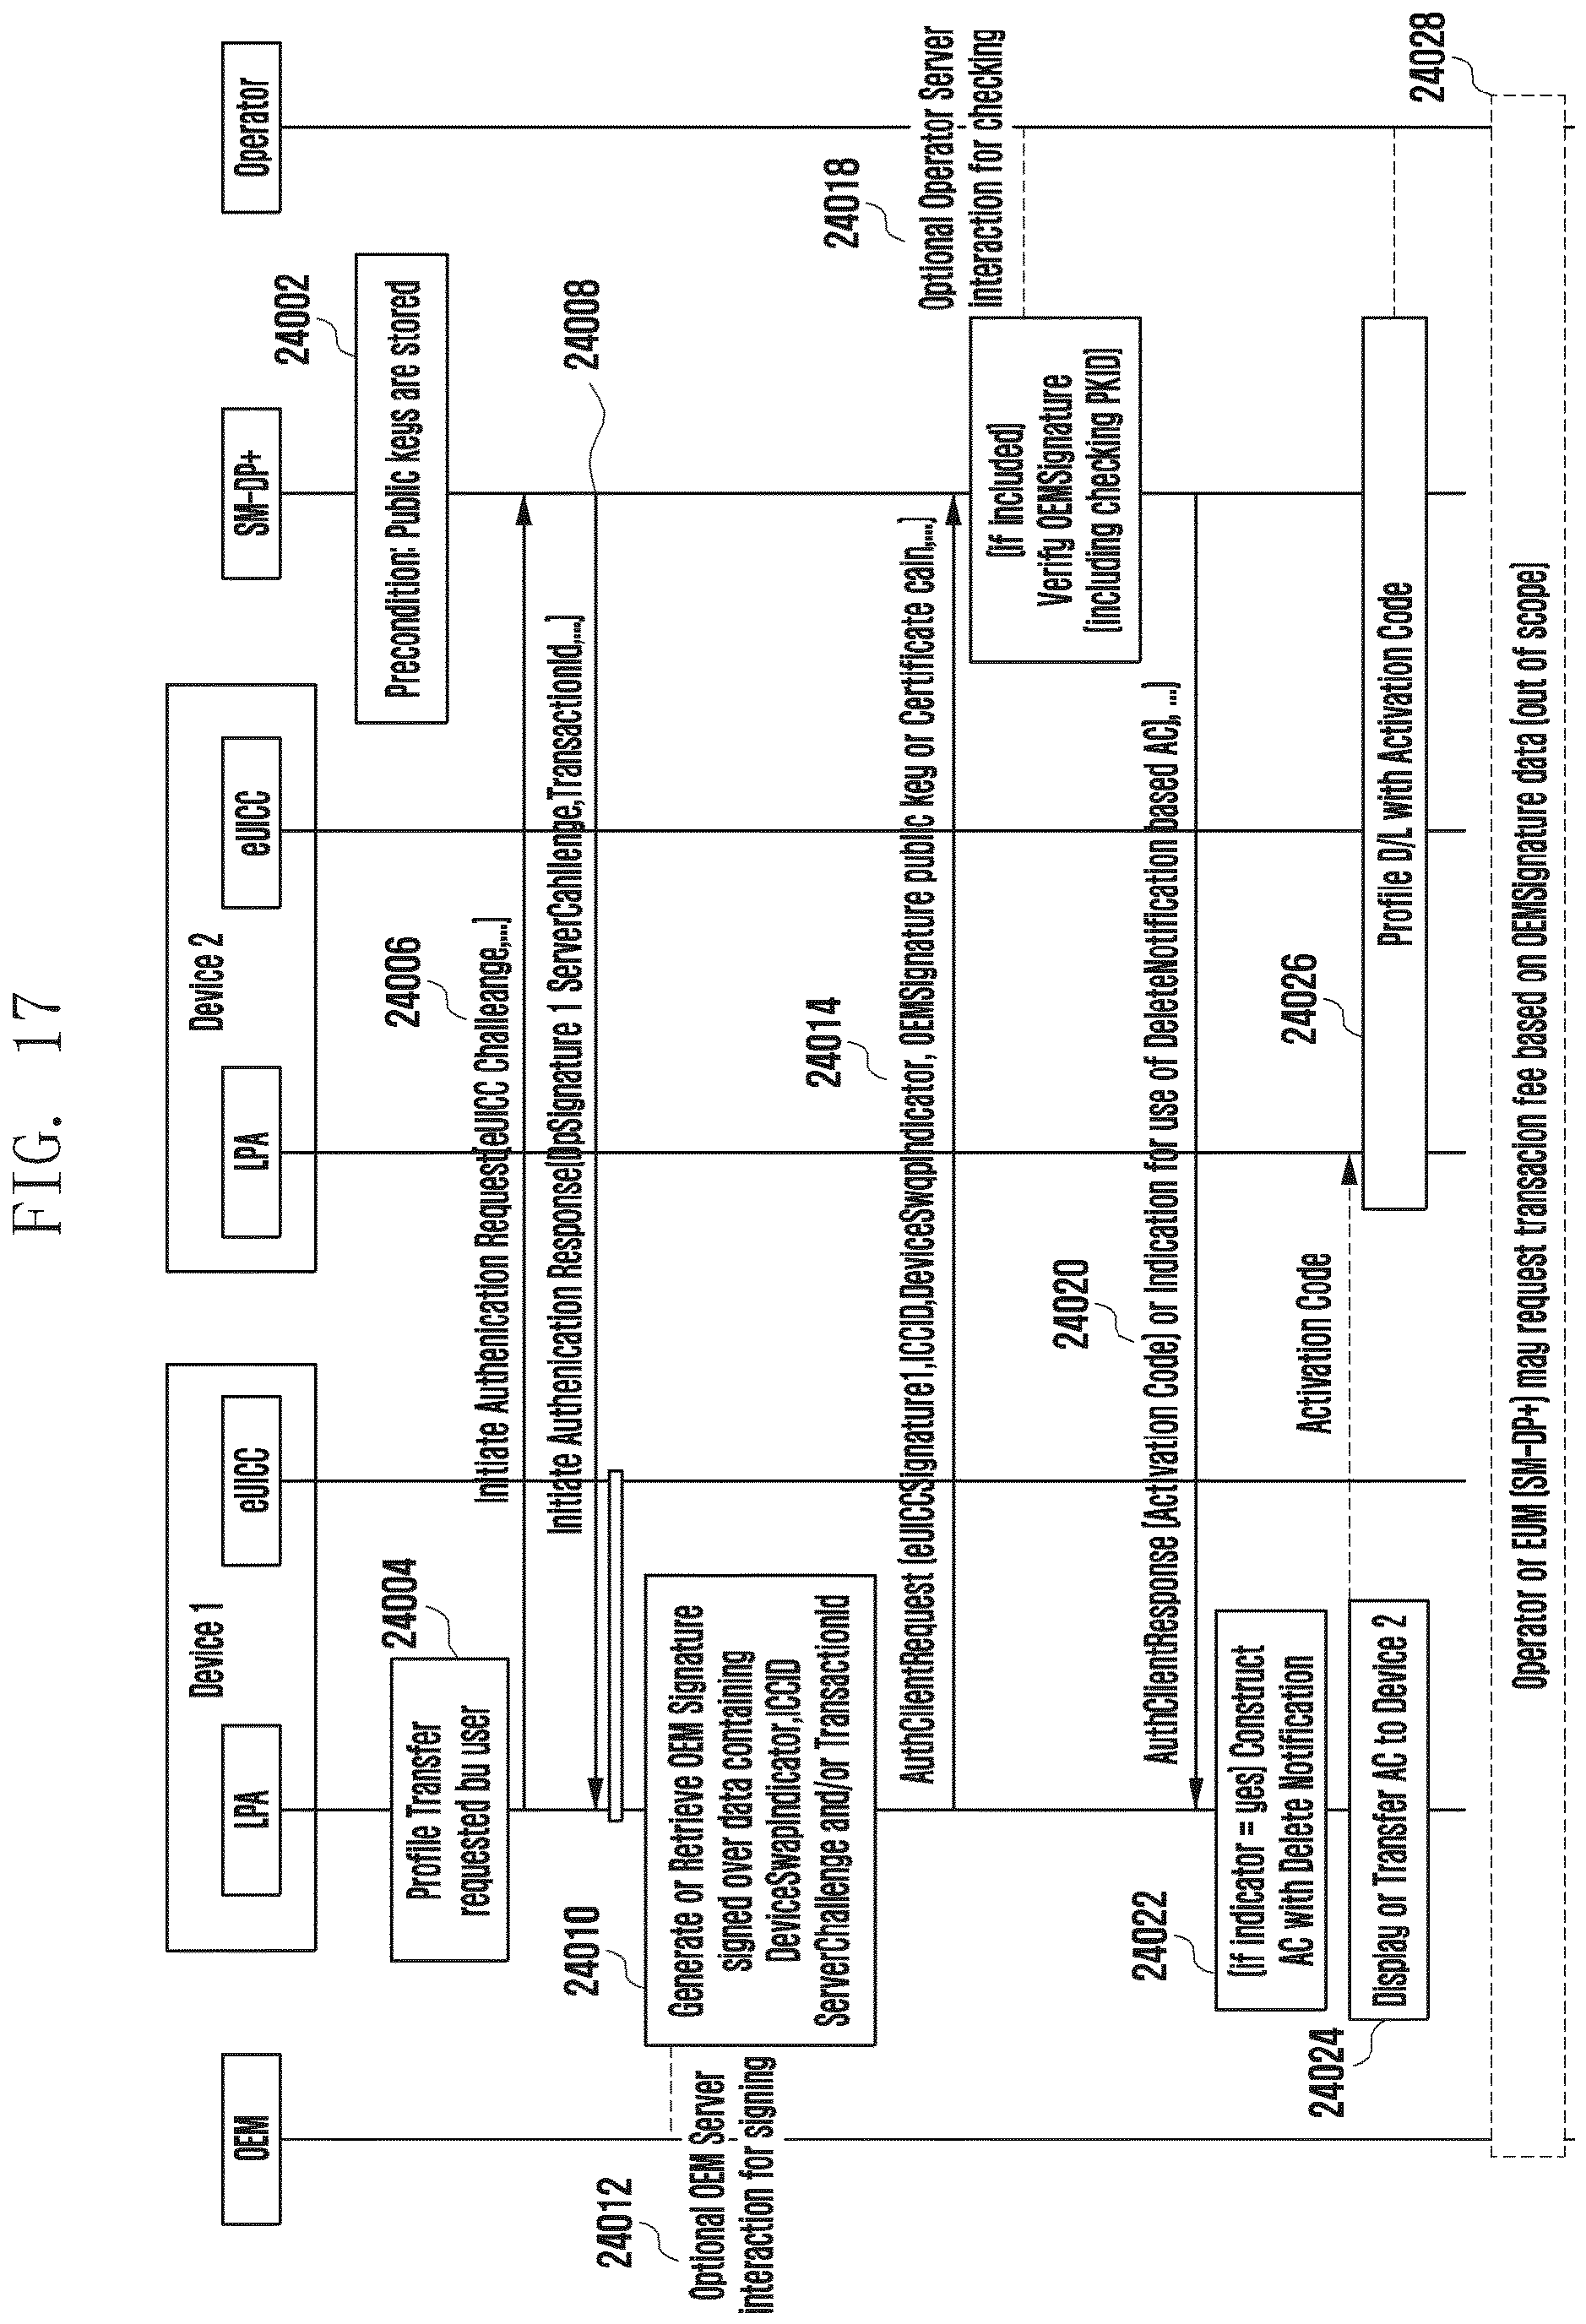 FIG. 17
OEM
Device 1
LPA
eUICC
Device 2
LPA
eUICC
SM-DP+
Operator
24002
Precondition: Public keys are stored
24004
Profile Transfer
requested bu user
24006
Initiate Authenication Request(eUICC Challeange,...)
24008
Initiate Authenication Response(DpSignature 1 ServerCahllenge,TransactionId,...)
24010
Generate or Retrieve OEM Signature
signed over data containing
DeviceSwapIndicator,ICCID
ServerChallenge and/or TransactionId
24012
Optional OEM Server
interaction for signing
24014
AuthClientRequest (eUICCSignature1,ICCID,DeviceSwqpIndicator, OEMSignature public key or Certificate cain,...)
24018
Optional Operator Server
interaction for checking
(if included)
Verify OEMSignature
(including checking PKID)
24020
AuthClientResponse (Activation Code) or Indication for use of DeleteNotification based AC), ...)
24022
(if indicator = yes) Construct
AC with Delete Notification
24024
Display or Transfer AC to Device 2
Activation Code
24026
Profile D/L with Activation Code
24028
Operator or EUM (SM-DP+) may request transacion fee based on OEMSignature data (out of scope)